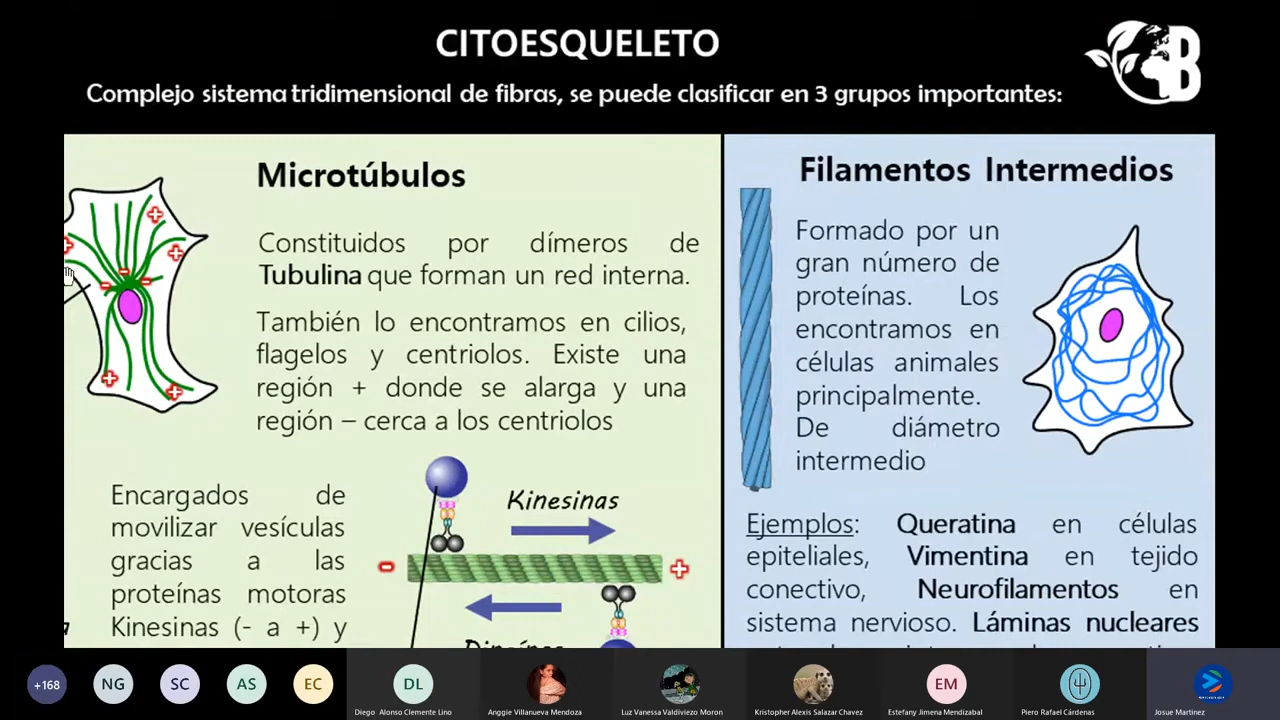 CITOESQUELETO
B
Complejo sistema tridimensional de fibras, se puede clasificar en 3 grupos importantes:
Microtúbulos
Constituidos por dímeros de
Tubulina que forman un red interna.
También lo encontramos en cilios,
flagelos y centriolos. Existe una
región + donde se alarga y una
región – cerca a los centriolos
Encargados de
movilizar vesículas
gracias a las
proteínas motoras
Kinesinas (- a +) y
Kinesinas
- +
Filamentos Intermedios
Formado por un
gran número de
proteínas. Los
encontramos en
células animales
principalmente.
De diámetro
intermedio
Ejemplos: Queratina en células
epiteliales, Vimentina en tejido
conectivo, Neurofilamentos en
sistema nervioso. Láminas nucleares
+168 NG SC AS EC DL EM
Diego Alonso Clemente Lino
Anggie Villanueva Mendoza
Luz Vanessa Valdiviezo Moron
Kristopher Alexis Salazar Chavez
Estefany Jimena Mendizabal
Piero Rafael Cárdenas
Josue Martinez